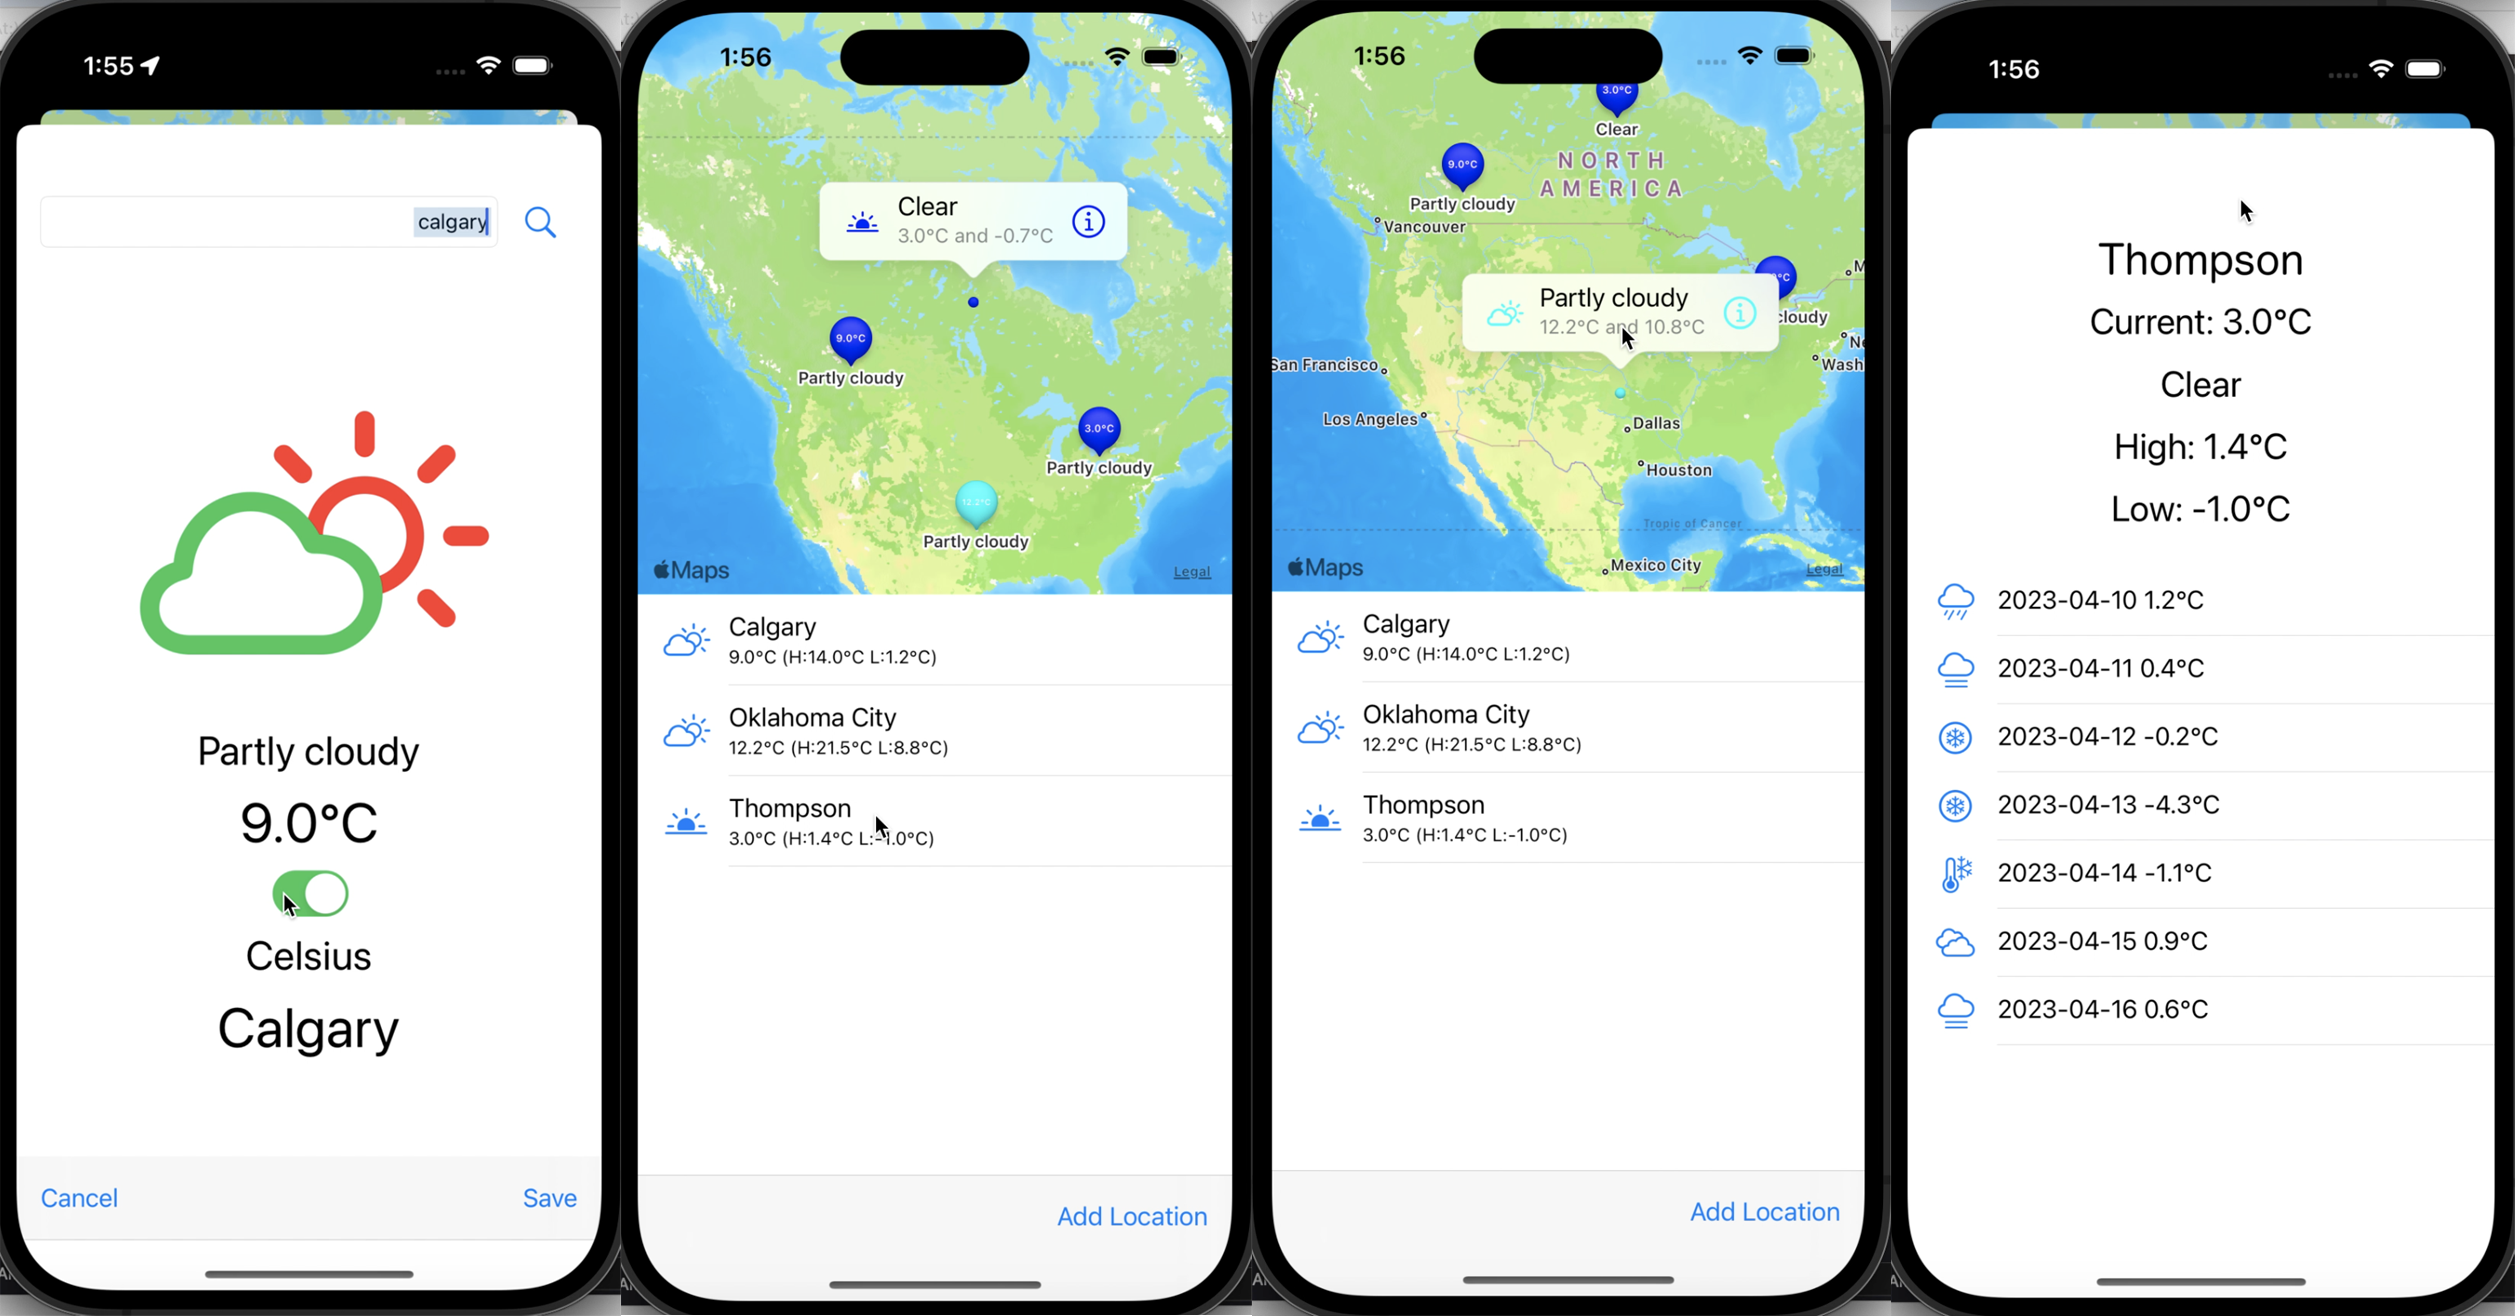 1:55
calgary
Partly cloudy
9.0°C
Celsius
Calgary
Cancel
Save
1:56
Clear
3.0°C and -0.7°C
9.0°C
Partly cloudy
3.0°C
Partly cloudy
12.2°C
Partly cloudy
Maps
Legal
Calgary
9.0°C (H:14.0°C L:1.2°C)
Oklahoma City
12.2°C (H:21.5°C L:8.8°C)
Thompson
3.0°C (H:1.4°C L:-1.0°C)
Add Location
1:56
3.0°C
Clear
NORTH
AMERICA
9.0°C
Partly cloudy
Vancouver
Partly cloudy
12.2°C and 10.8°C
°C
cloudy
M
Ne
Wash
San Francisco
Los Angeles
Dallas
Houston
Tropic of Cancer
Mexico City
Maps
Legal
Calgary
9.0°C (H:14.0°C L:1.2°C)
Oklahoma City
12.2°C (H:21.5°C L:8.8°C)
Thompson
3.0°C (H:1.4°C L:-1.0°C)
Add Location
1:56
Thompson
Current: 3.0°C
Clear
High: 1.4°C
Low: -1.0°C
2023-04-10 1.2°C
2023-04-11 0.4°C
2023-04-12 -0.2°C
2023-04-13 -4.3°C
2023-04-14 -1.1°C
2023-04-15 0.9°C
2023-04-16 0.6°C